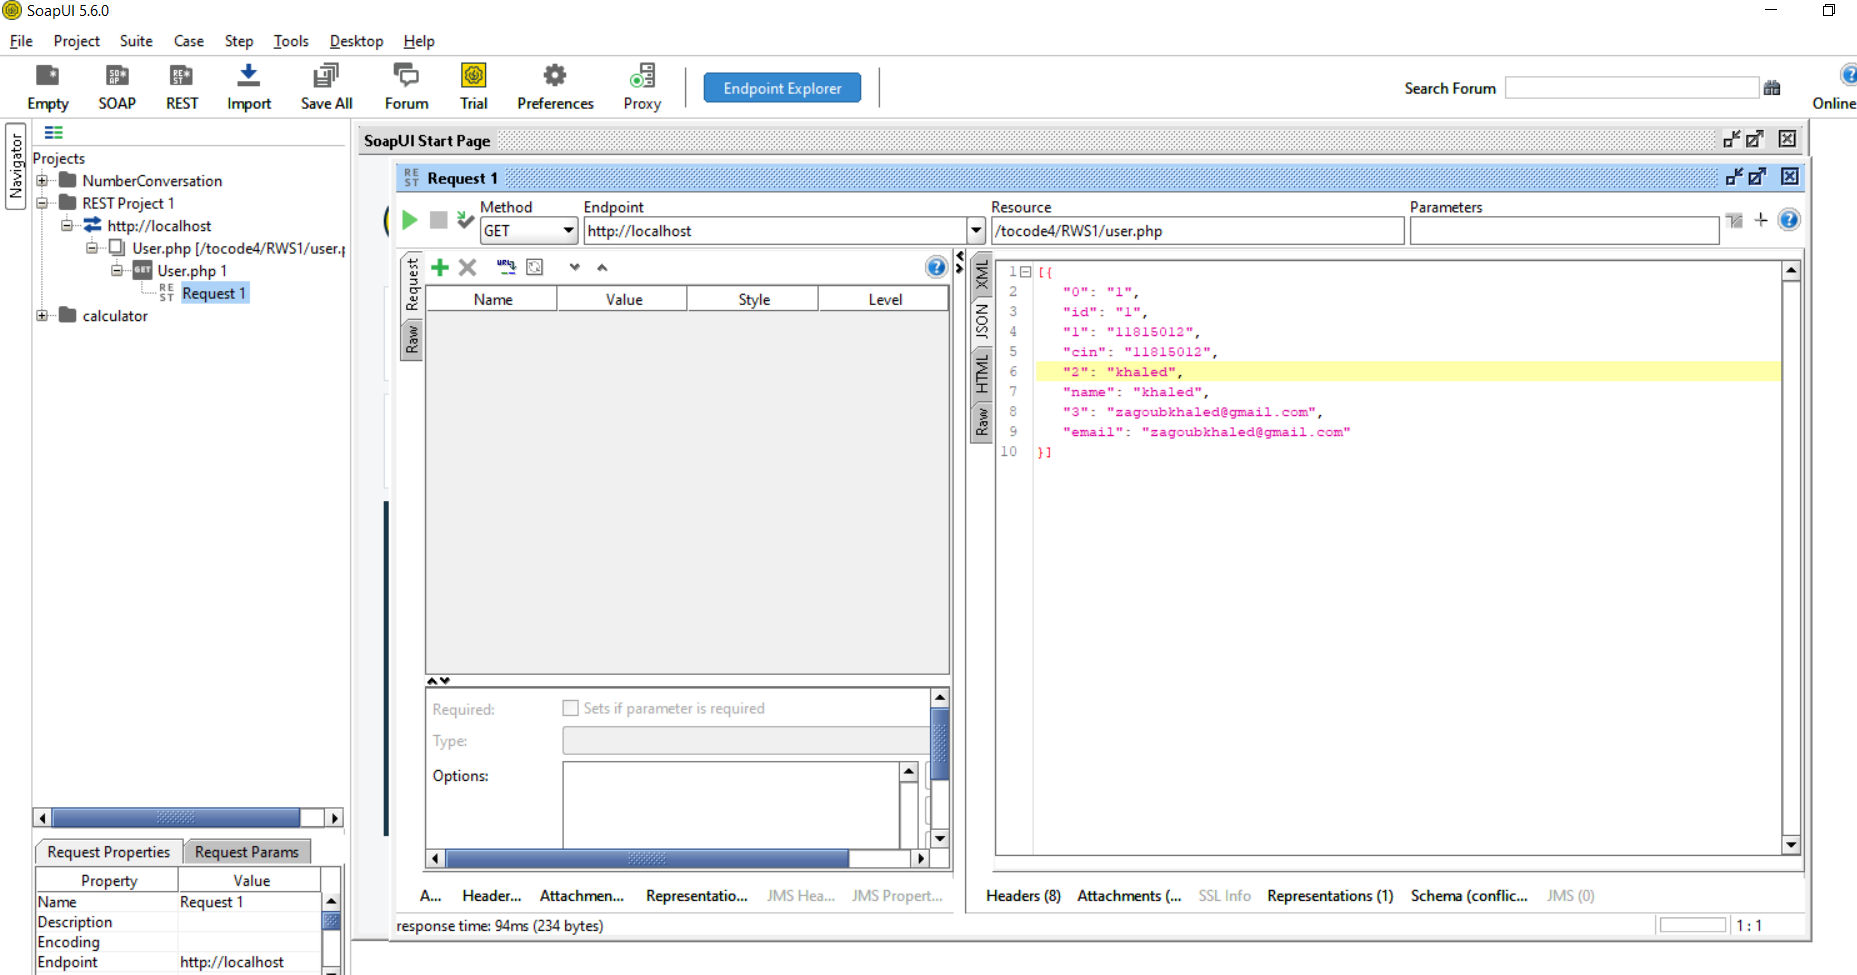 SoapUI 5.6.0
File Project Suite Case Step Tools Desktop Help
Empty SOAP REST Import Save All Forum Trial Preferences Proxy Endpoint Explorer Search Forum Online
Navigator
Projects
NumberConversation
REST Project 1
http://localhost
User.php [/tocode4/RWS1/user.p
User.php 1
Request 1
calculator
Request Properties Request Params
Property Value
Name Request 1
Description
Encoding
Endpoint http://localhost
SoapUI Start Page
REST Request 1
Method Endpoint Resource Parameters
GET http://localhost /tocode4/RWS1/user.php
Request
Raw
Name Value Style Level
Required: Sets if parameter is required
Type:
Options:
A... Header... Attachmen... Representatio... JMS Hea... JMS Propert...
XML
JSON
HTML
Raw
1 [{
2 "0": "1",
3 "id": "1",
4 "1": "11815012",
5 "cin": "11815012",
6 "2": "khaled",
7 "name": "khaled",
8 "3": "zagoubkhaled@gmail.com",
9 "email": "zagoubkhaled@gmail.com"
10 }]
Headers (8) Attachments (... SSL Info Representations (1) Schema (conflic... JMS (0)
response time: 94ms (234 bytes)
1 : 1